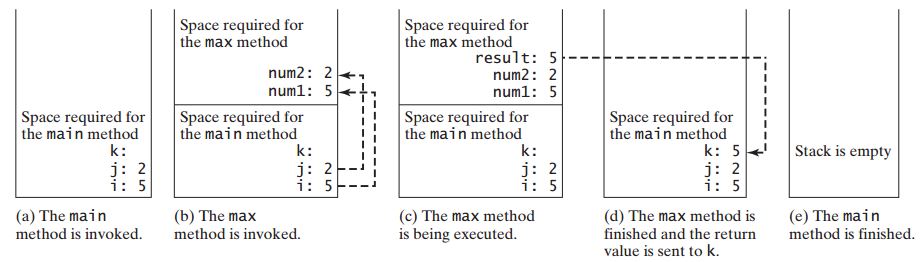 Space required for
the main method
k:
j: 2
i: 5
(a) The main
method is invoked.
Space required for
the max method
num2: 2
num1: 5
Space required for
the main method
k:
j: 2
i: 5
(b) The max
method is invoked.
Space required for
the max method
result: 5
num2: 2
num1: 5
Space required for
the main method
k:
j: 2
i: 5
(c) The max method
is being executed.
Space required for
the main method
k: 5
j: 2
i: 5
(d) The max method is
finished and the return
value is sent to k.
Stack is empty
(e) The main
method is finished.